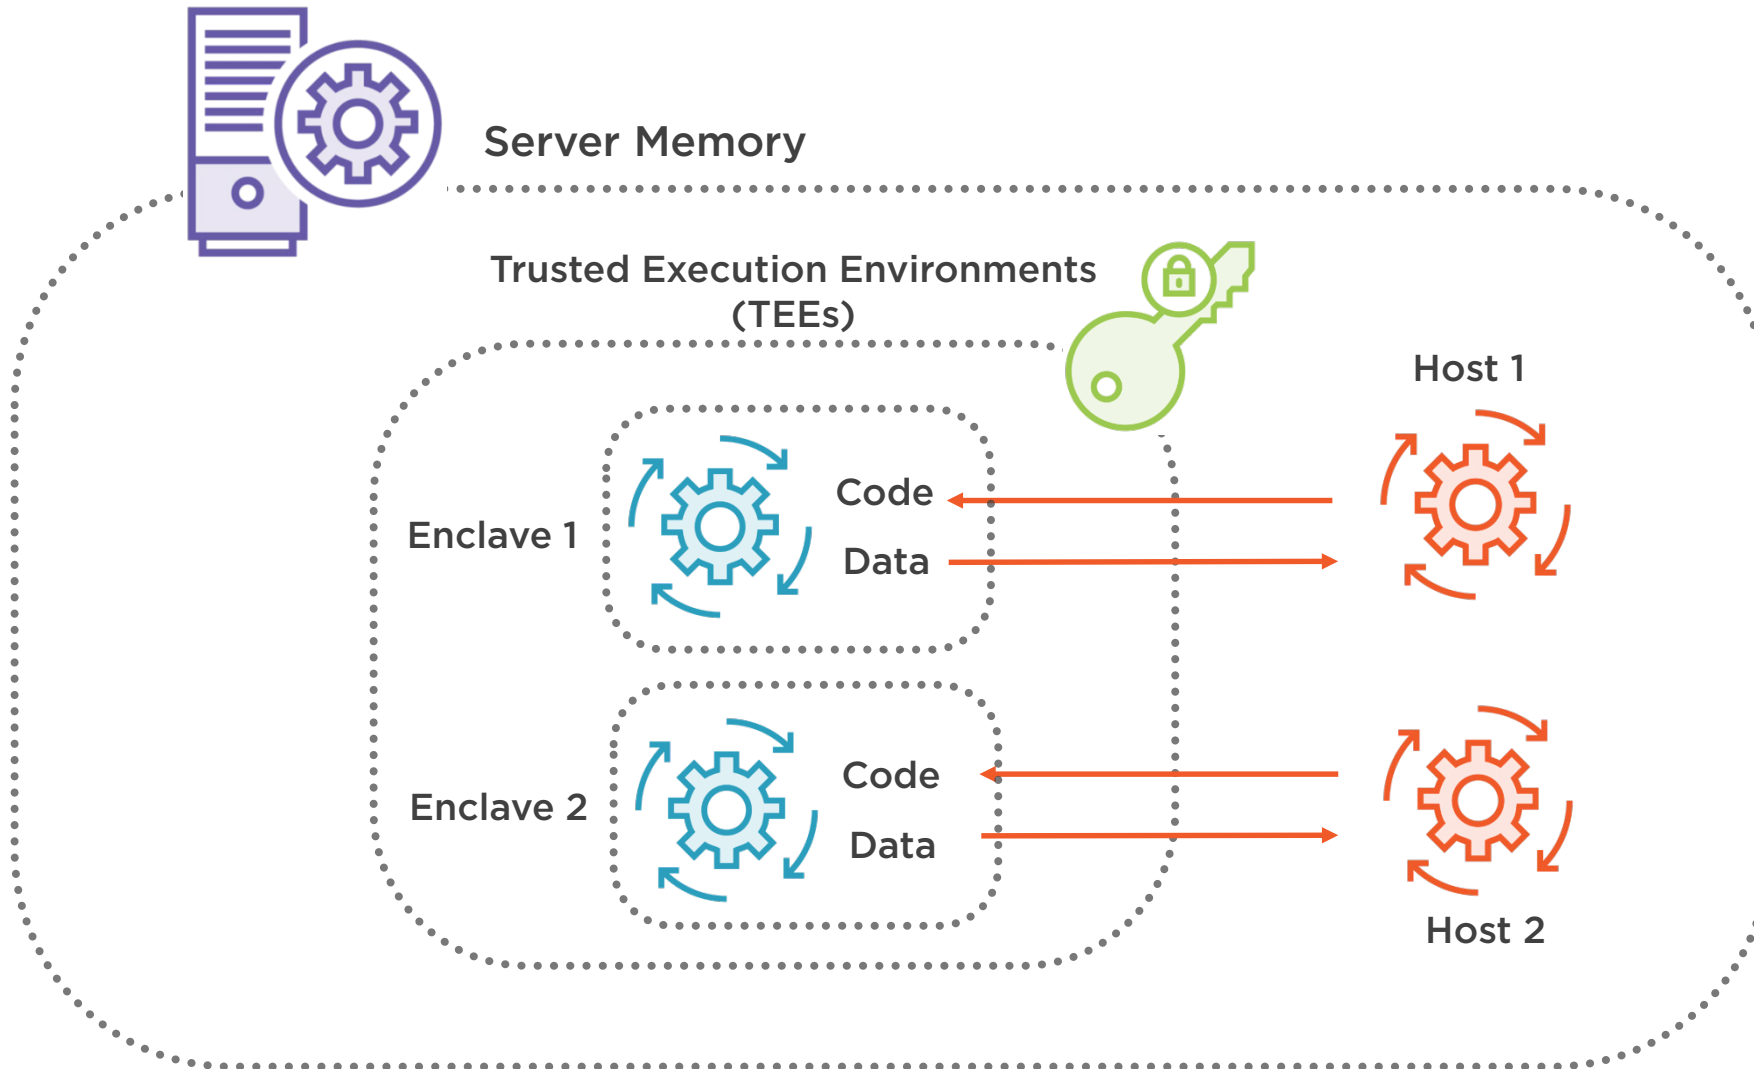 Server Memory
Trusted Execution Environments
(TEEs)
Host 1
Code
Enclave 1
Data
Code
Enclave 2
Data
Host 2